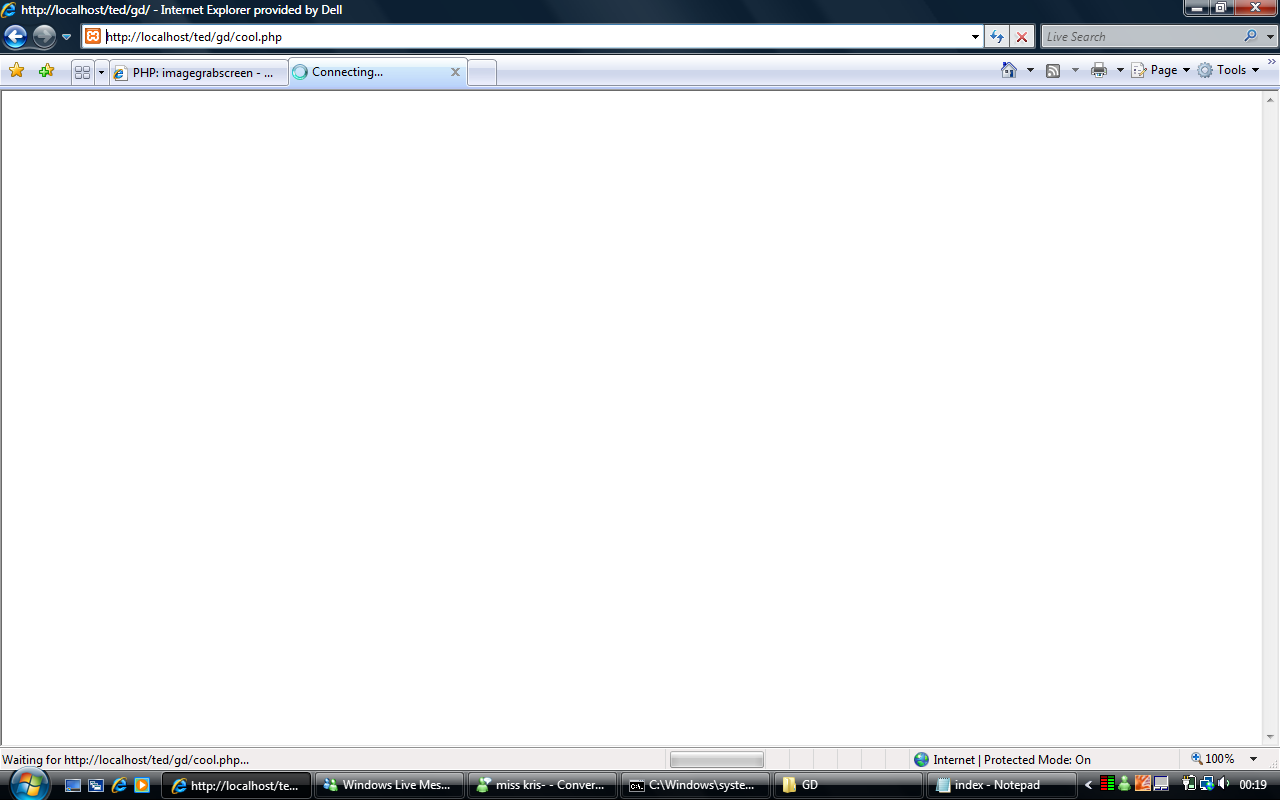 http://localhost/ted/gd/ - Internet Explorer provided by Dell
http://localhost/ted/gd/cool.php
Live Search
PHP: imagegrabscreen - ...
Connecting...
Page
Tools
Waiting for http://localhost/ted/gd/cool.php...
Internet | Protected Mode: On
100%
http://localhost/te...
Windows Live Mes...
miss kris- - Conver...
C:\Windows\syste...
GD
index - Notepad
00:19